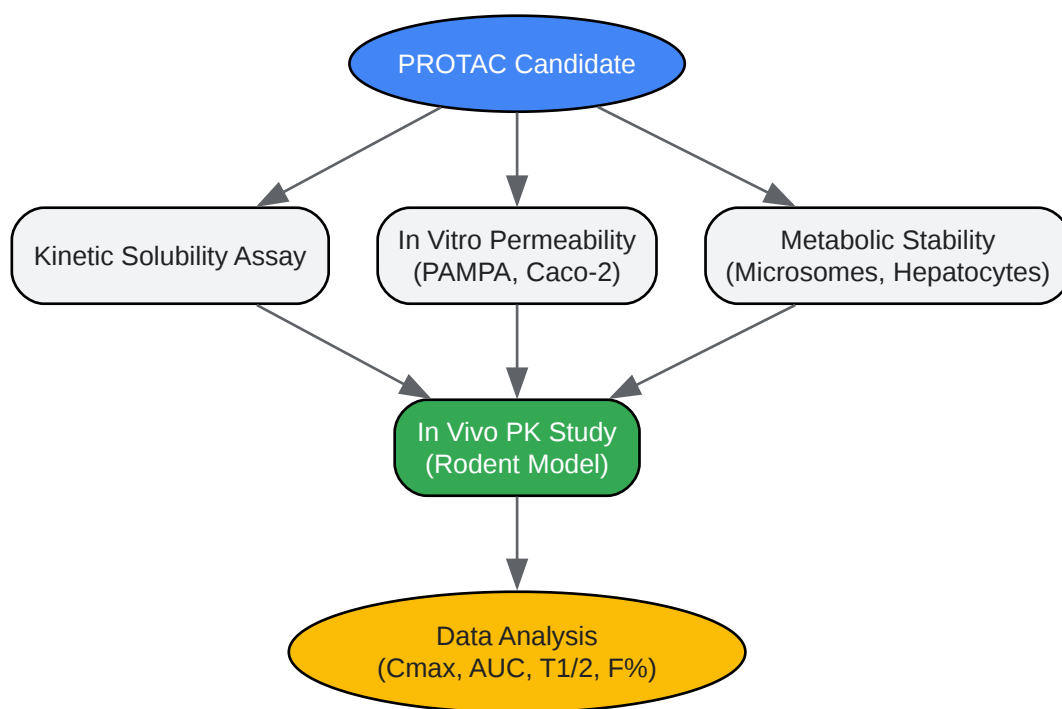 PROTAC Candidate
Kinetic Solubility Assay
In Vitro Permeability
(PAMPA, Caco-2)
Metabolic Stability
(Microsomes, Hepatocytes)
In Vivo PK Study
(Rodent Model)
Data Analysis
(Cmax, AUC, T1/2, F%)